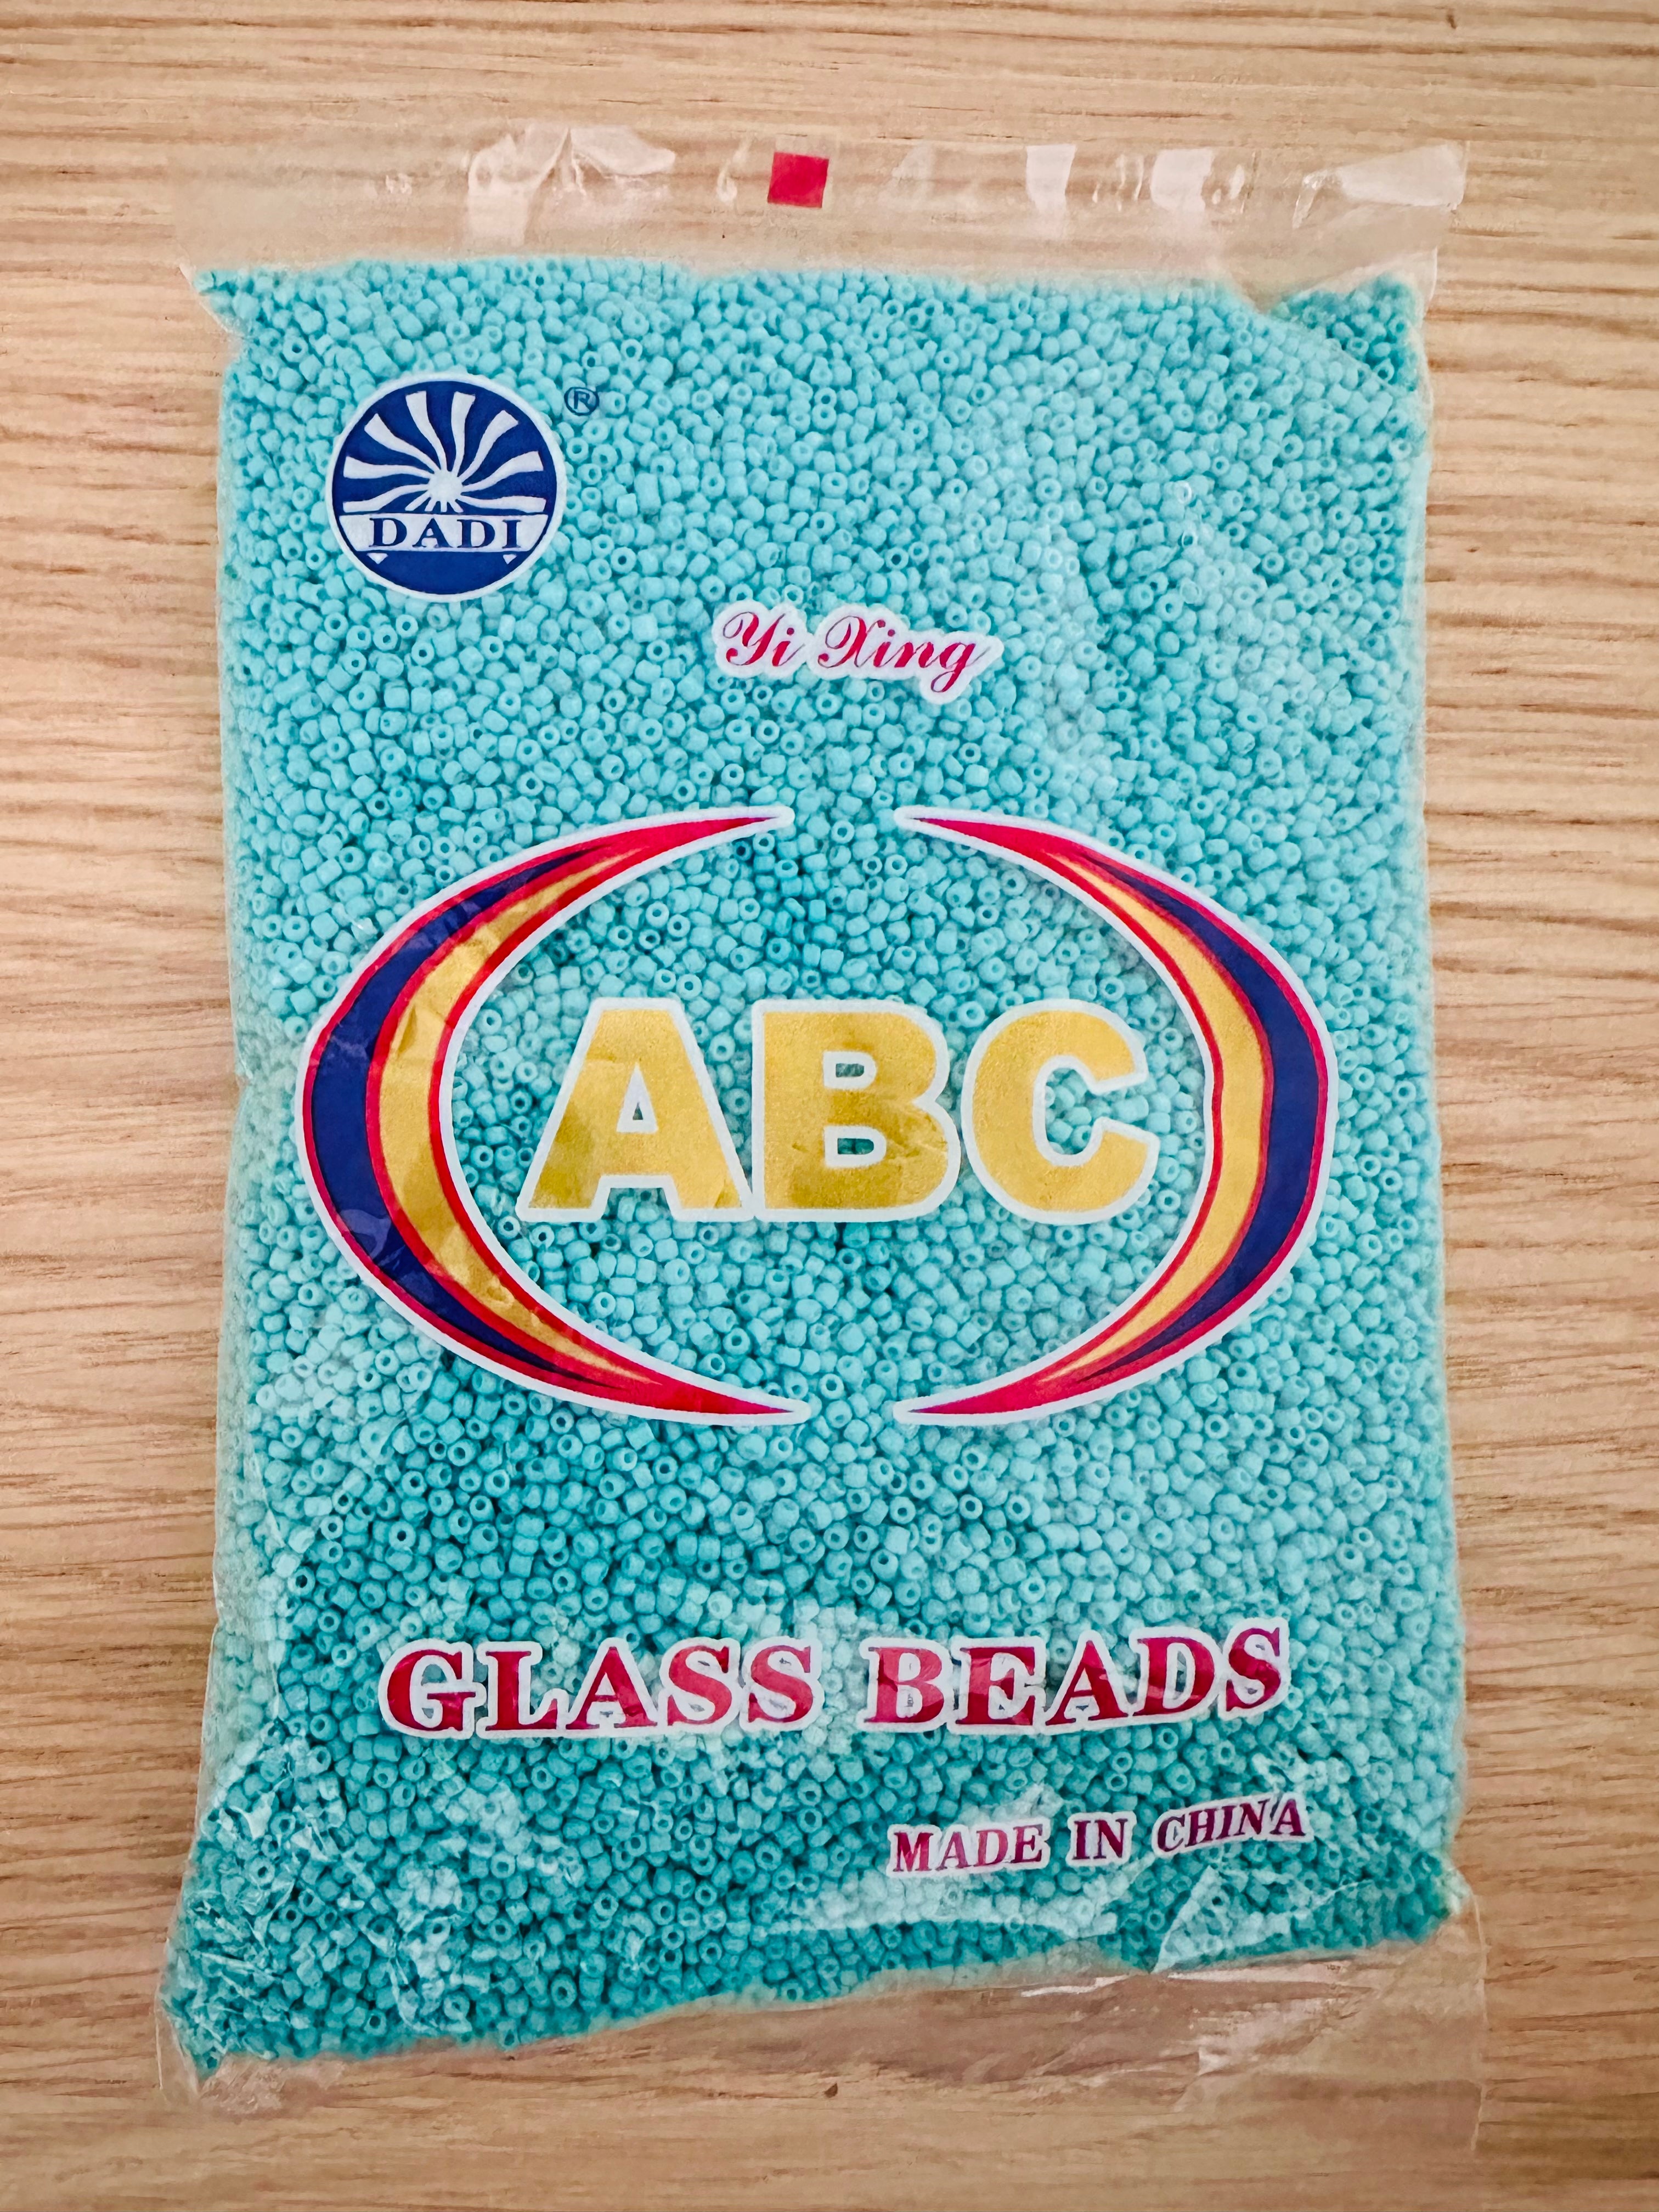 DADI
®
Yi Xing
ABC
GLASS BEADS
MADE IN CHINA